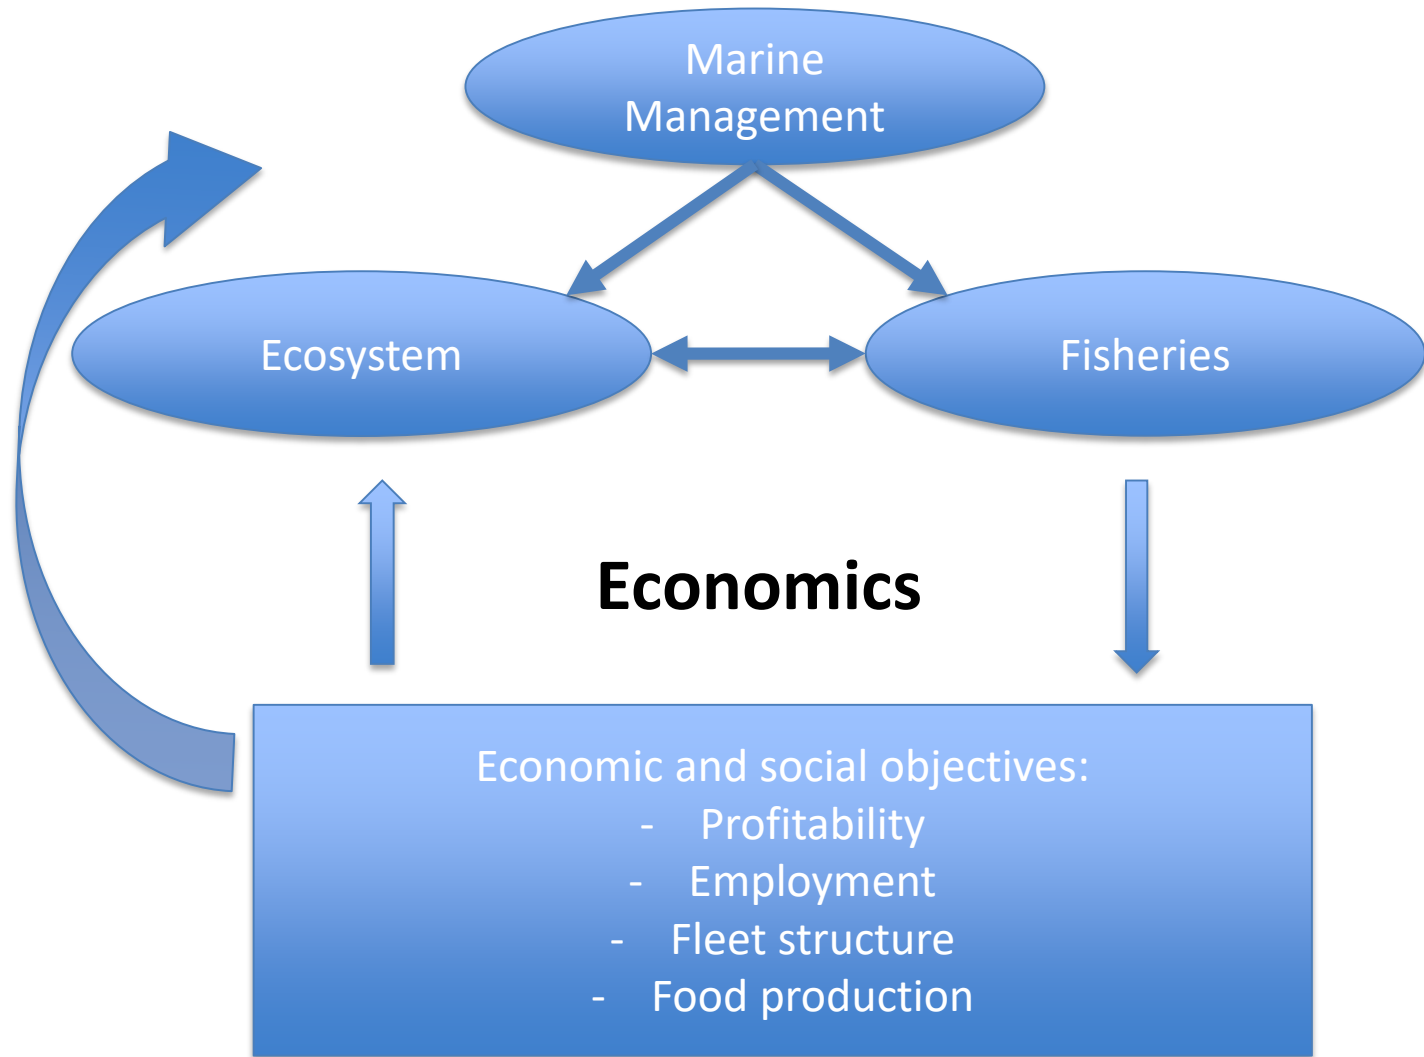 Marine
Management
Ecosystem
Fisheries
Economics
Economic and social objectives:
- Profitability
- Employment
- Fleet structure
- Food production